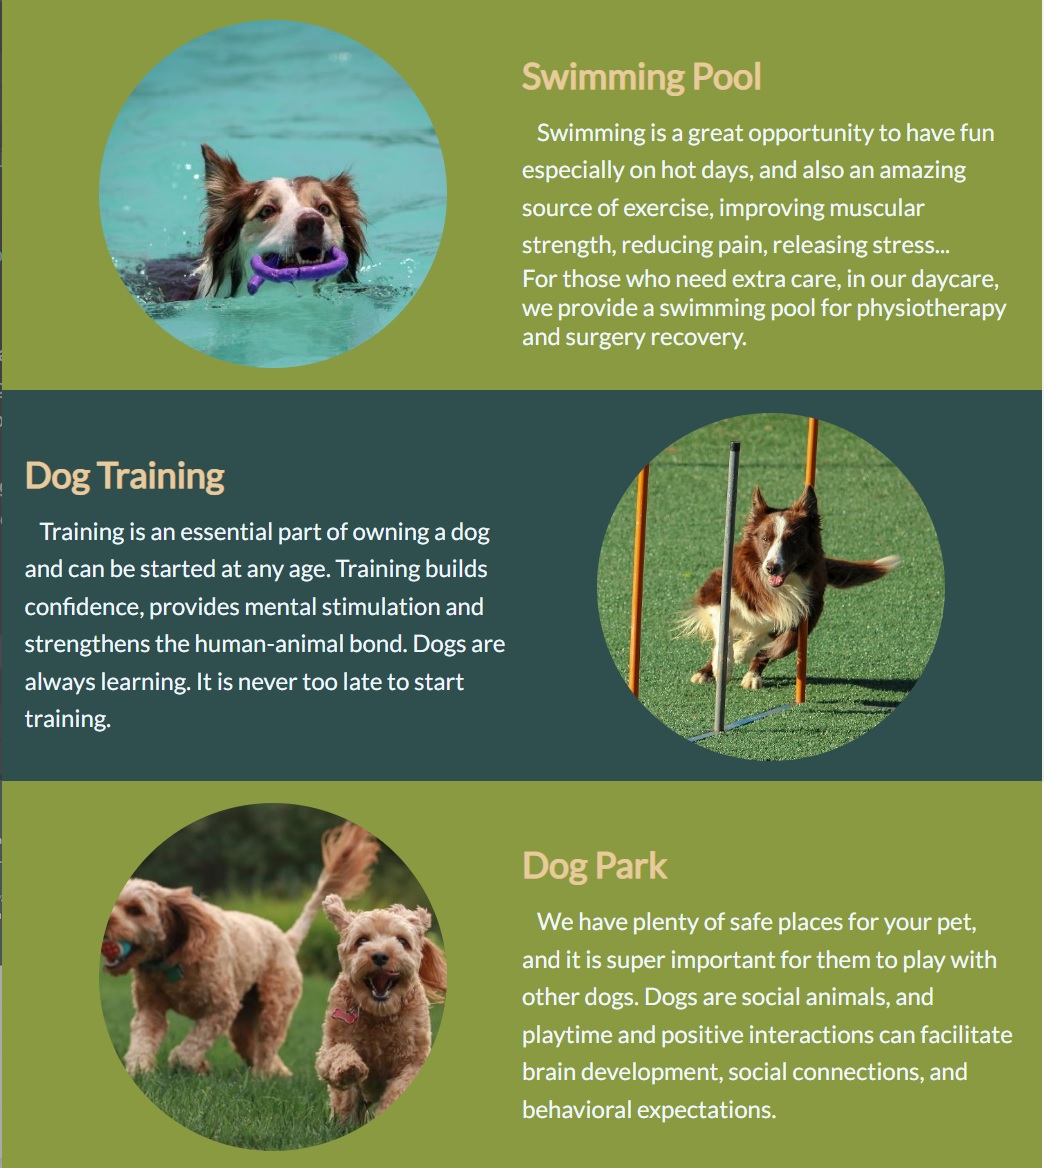 Swimming Pool
Swimming is a great opportunity to have fun
especially on hot days, and also an amazing
source of exercise, improving muscular
strength, reducing pain, releasing stress...
For those who need extra care, in our daycare,
we provide a swimming pool for physiotherapy
and surgery recovery.
Dog Training
Training is an essential part of owning a dog
and can be started at any age. Training builds
confidence, provides mental stimulation and
strengthens the human-animal bond. Dogs are
always learning. It is never too late to start
training.
Dog Park
We have plenty of safe places for your pet,
and it is super important for them to play with
other dogs. Dogs are social animals, and
playtime and positive interactions can facilitate
brain development, social connections, and
behavioral expectations.